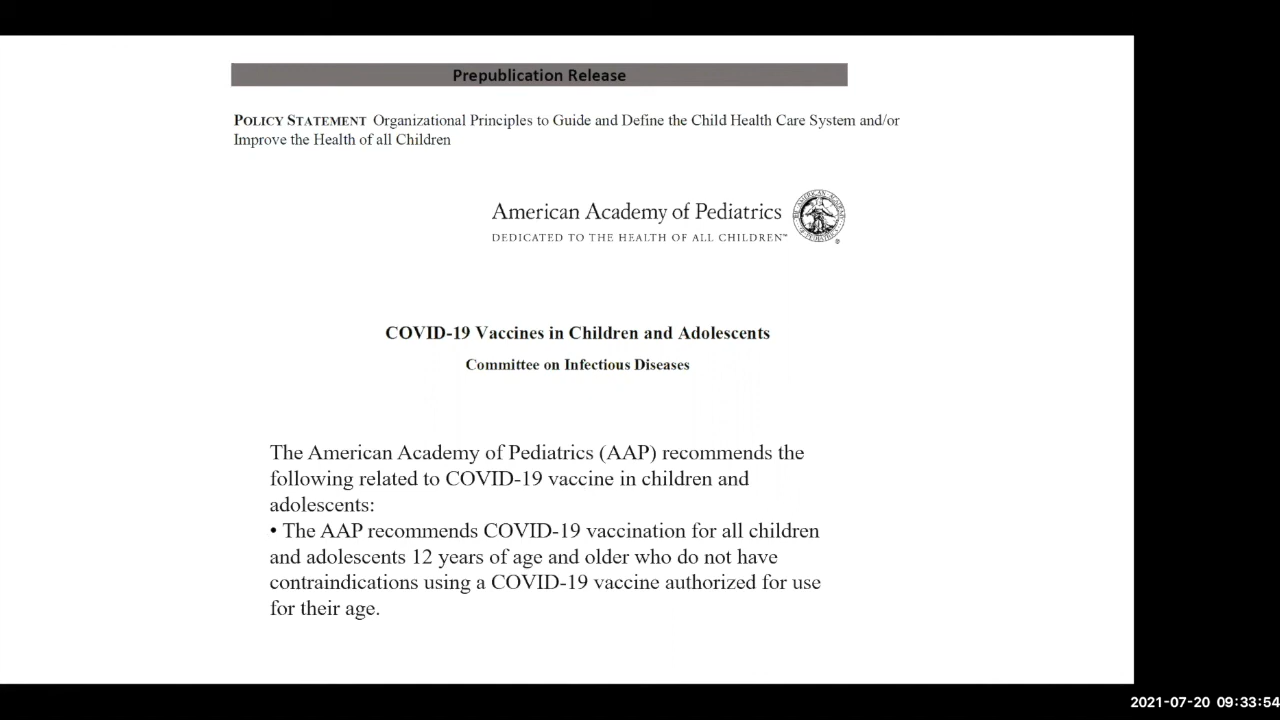 Prepublication Release
POLICY STATEMENT Organizational Principles to Guide and Define the Child Health Care System and/or
Improve the Health of all Children
American Academy of Pediatrics
DEDICATED TO THE HEALTH OF ALL CHILDREN™
COVID-19 Vaccines in Children and Adolescents
Committee on Infectious Diseases
The American Academy of Pediatrics (AAP) recommends the
following related to COVID-19 vaccine in children and
adolescents:
• The AAP recommends COVID-19 vaccination for all children
and adolescents 12 years of age and older who do not have
contraindications using a COVID-19 vaccine authorized for use
for their age.
2021-07-20 09:33:54